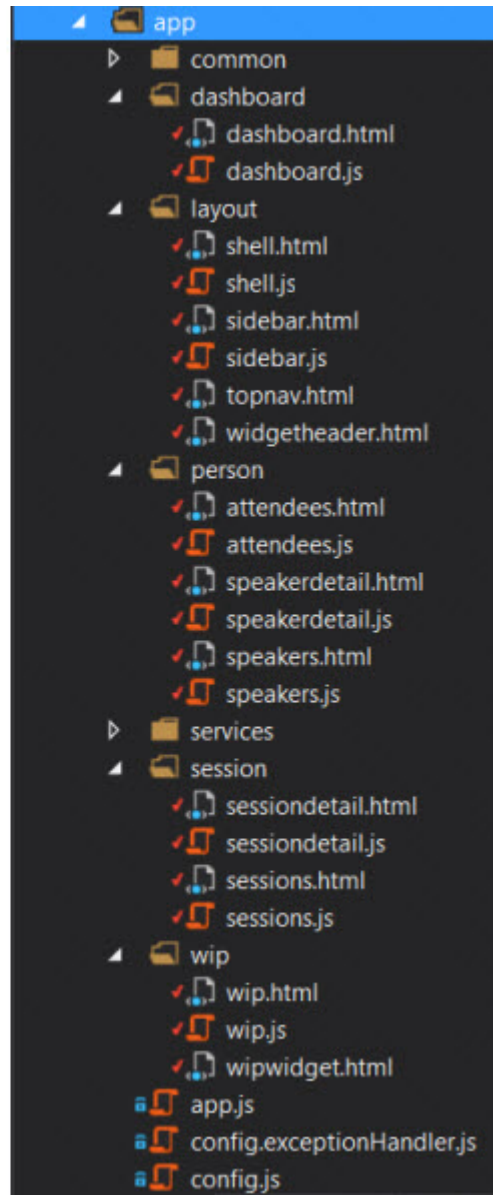 app
common
dashboard
dashboard.html
dashboard.js
layout
shell.html
shell.js
sidebar.html
sidebar.js
topnav.html
widgetheader.html
person
attendees.html
attendees.js
speakerdetail.html
speakerdetail.js
speakers.html
speakers.js
services
session
sessiondetail.html
sessiondetail.js
sessions.html
sessions.js
wip
wip.html
wip.js
wipwidget.html
app.js
config.exceptionHandler.js
config.js